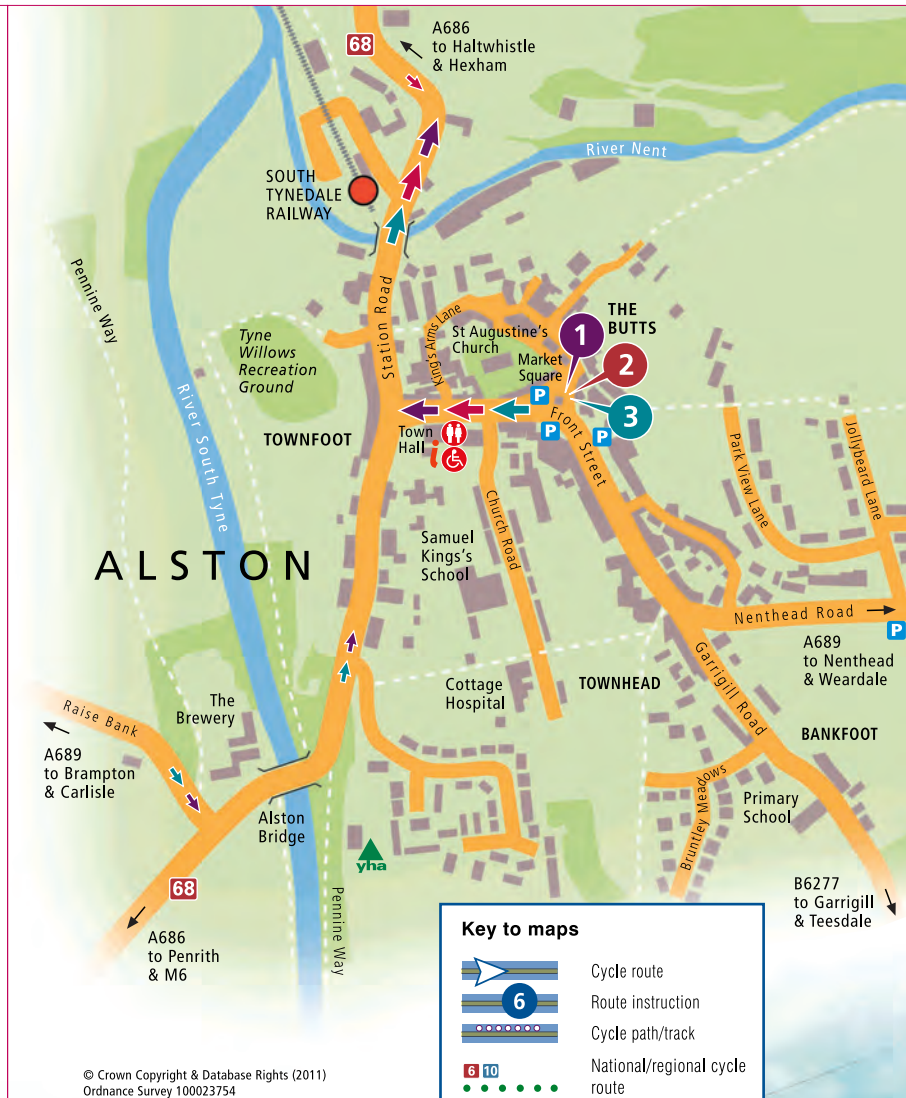 A686
to Haltwhistle
& Hexham
68
River Nent
SOUTH
TYNEDALE
RAILWAY
Pennine Way
Station Road
King's Arms Lane
St Augustine's
Church
THE
BUTTS
Market
Square
1
2
3
P
P
P
Tyne
Willows
Recreation
Ground
TOWNFOOT
Town
Hall
i
Front Street
Park View Lane
Jollybeard Lane
River South Tyne
Church Road
Samuel
Kings's
School
ALSTON
Nenthead Road
P
A689
to Nenthead
& Weardale
Garrigill Road
Cottage
Hospital
TOWNHEAD
BANKFOOT
The
Brewery
Raise Bank
A689
to Brampton
& Carlisle
Alston
Bridge
Bruntley Meadows
Primary
School
yha
68
Pennine Way
A686
to Penrith
& M6
B6277
to Garrigill
& Teesdale
Key to maps
Cycle route
6
Route instruction
Cycle path/track
6 10
National/regional cycle
route
© Crown Copyright & Database Rights (2011)
Ordnance Survey 100023754